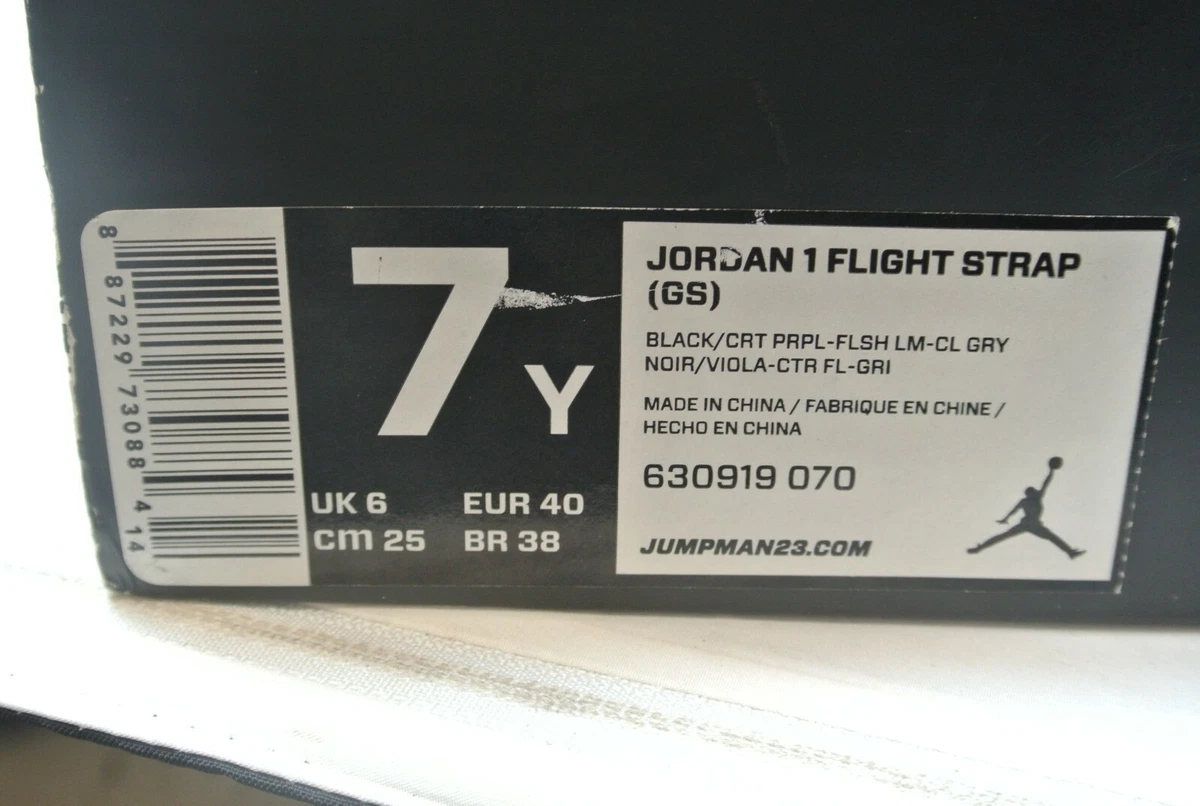 8 87229 73088 4 14
7 Y
UK 6 EUR 40
cm 25 BR 38
JORDAN 1 FLIGHT STRAP
(GS)
BLACK/CRT PRPL-FLSH LM-CL GRY
NOIR/VIOLA-CTR FL-GRI
MADE IN CHINA / FABRIQUE EN CHINE /
HECHO EN CHINA
630919 070
JUMPMAN23.COM